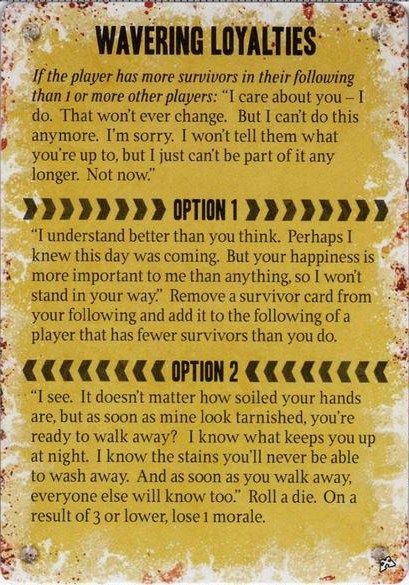 WAVERING LOYALTIES
If the player has more survivors in their following
than 1 or more other players: “I care about you – I
do. That won’t ever change. But I can’t do this
anymore. I’m sorry. I won’t tell them what
you’re up to, but I just can’t be part of it any
longer. Not now.”
OPTION 1
“I understand better than you think. Perhaps I
knew this day was coming. But your happiness is
more important to me than anything, so I won’t
stand in your way.” Remove a survivor card from
your following and add it to the following of a
player that has fewer survivors than you do.
OPTION 2
“I see. It doesn’t matter how soiled your hands
are, but as soon as mine look tarnished, you’re
ready to walk away? I know what keeps you up
at night. I know the stains you’ll never be able
to wash away. And as soon as you walk away,
everyone else will know too.” Roll a die. On a
result of 3 or lower, lose 1 morale.